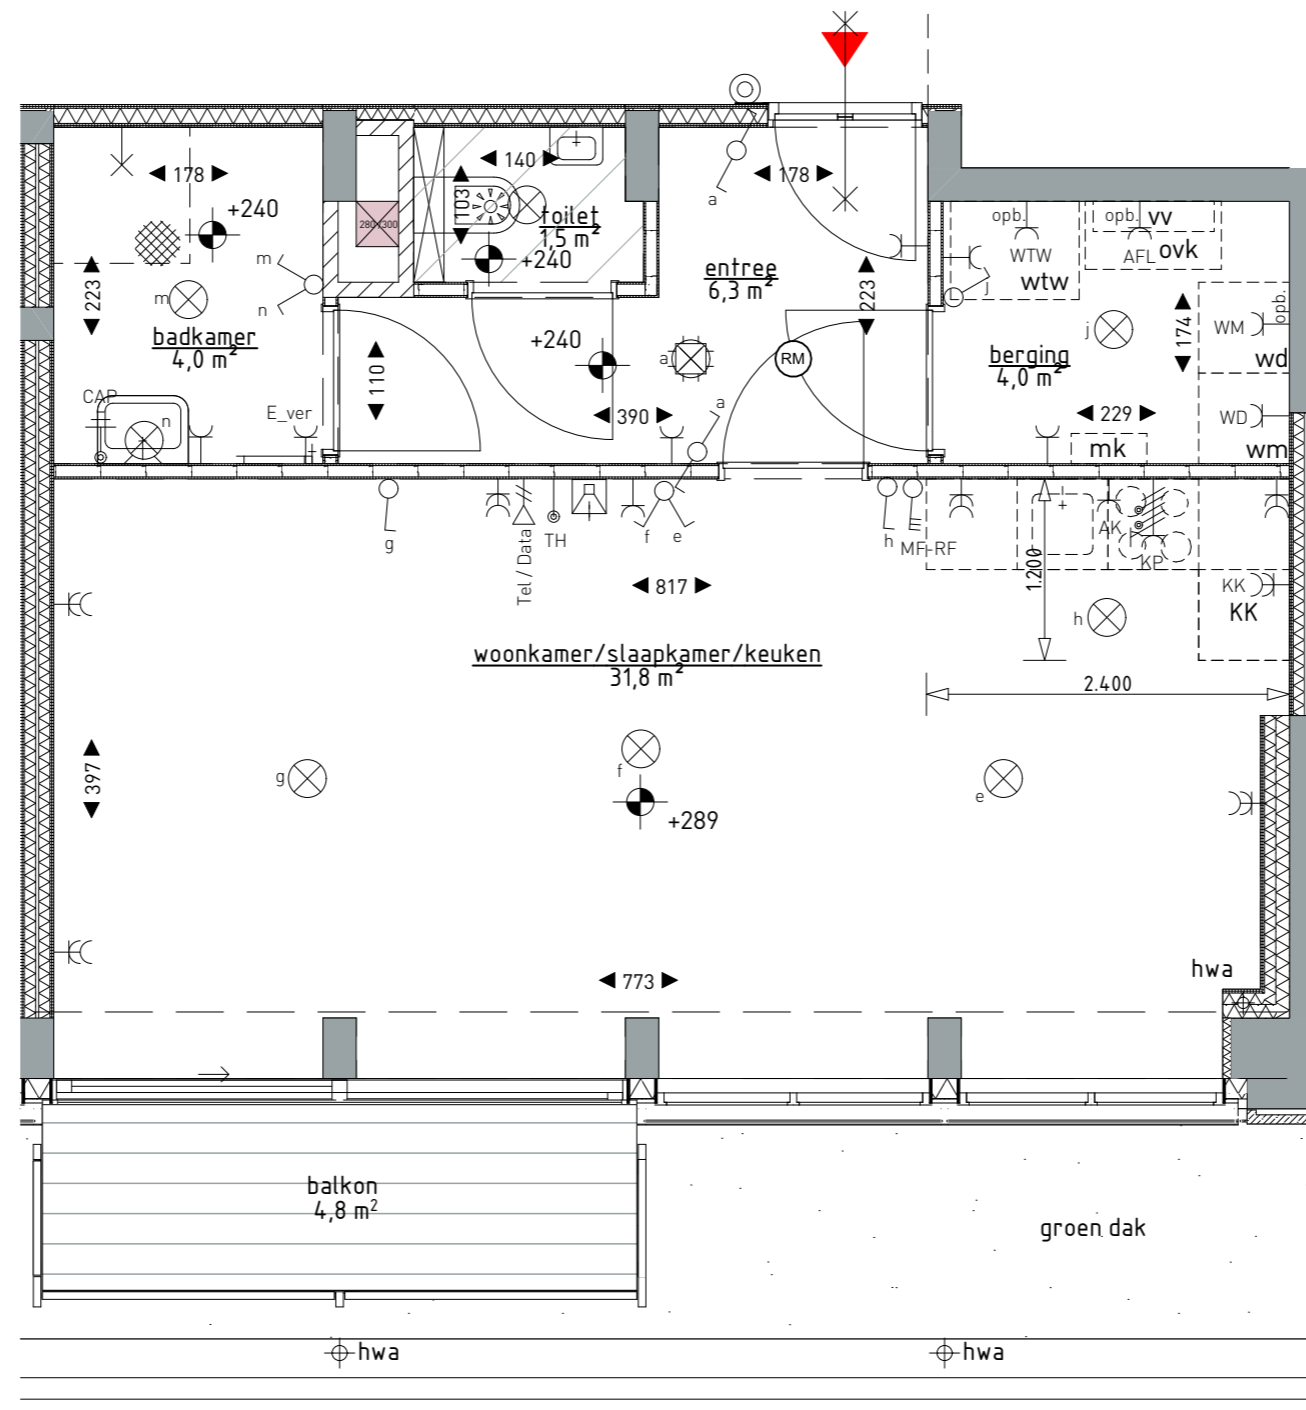 178
+240
m
n
m
223
badkamer
4,0 m²
CAP
n
E_ver
110
280x300
140
103
toilet
1,5 m²
+240
+240
a
178
entree
6,3 m²
223
a
RM
a
390
opb.
WTW
wtw
j
opb.
vv
AFL
ovk
j
174
opb.
WM
wd
WD
wm
berging
4,0 m²
229
mk
g
Tel / Data
TH
f
e
h
MF-RF
AK
KP
1.200
KK
KK
h
817
woonkamer/slaapkamer/keuken
31,8 m²
2.400
397
g
f
e
+289
773
hwa
balkon
4,8 m²
groen dak
hwa
hwa